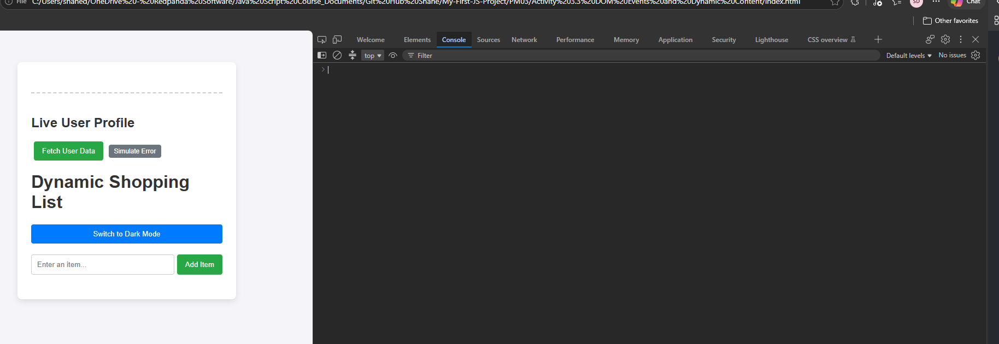 File C:/Users/shaned/OneDrive%20-%20Redpanda%20Software/Java%20Script%20Course_Documents/Git%20Hub%20Shane/My-First-JS-Project/PM03/Activity%203.3%20DOM%20Events%20and%20Dynamic%20Content/index.html SD Chat
Other favorites
Welcome Elements Console Sources Network Performance Memory Application Security Lighthouse CSS overview
top Filter Default levels No issues
Live User Profile
Fetch User Data Simulate Error
Dynamic Shopping
List
Switch to Dark Mode
Enter an item... Add Item